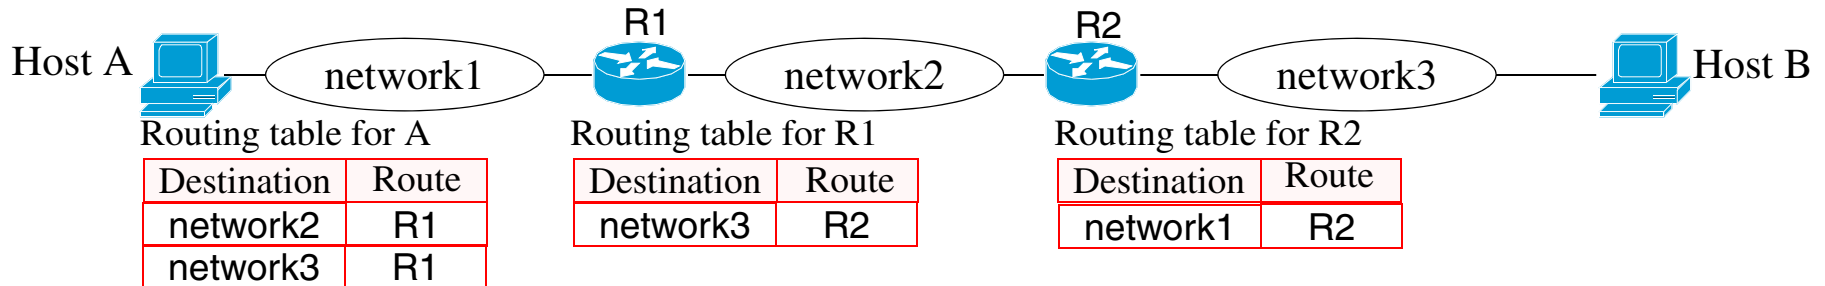 R1 R2
Host A network1 network2 network3 Host B
Routing table for A Routing table for R1 Routing table for R2
Destination Route Destination Route Destination Route
network2 R1 network3 R2 network1 R2
network3 R1